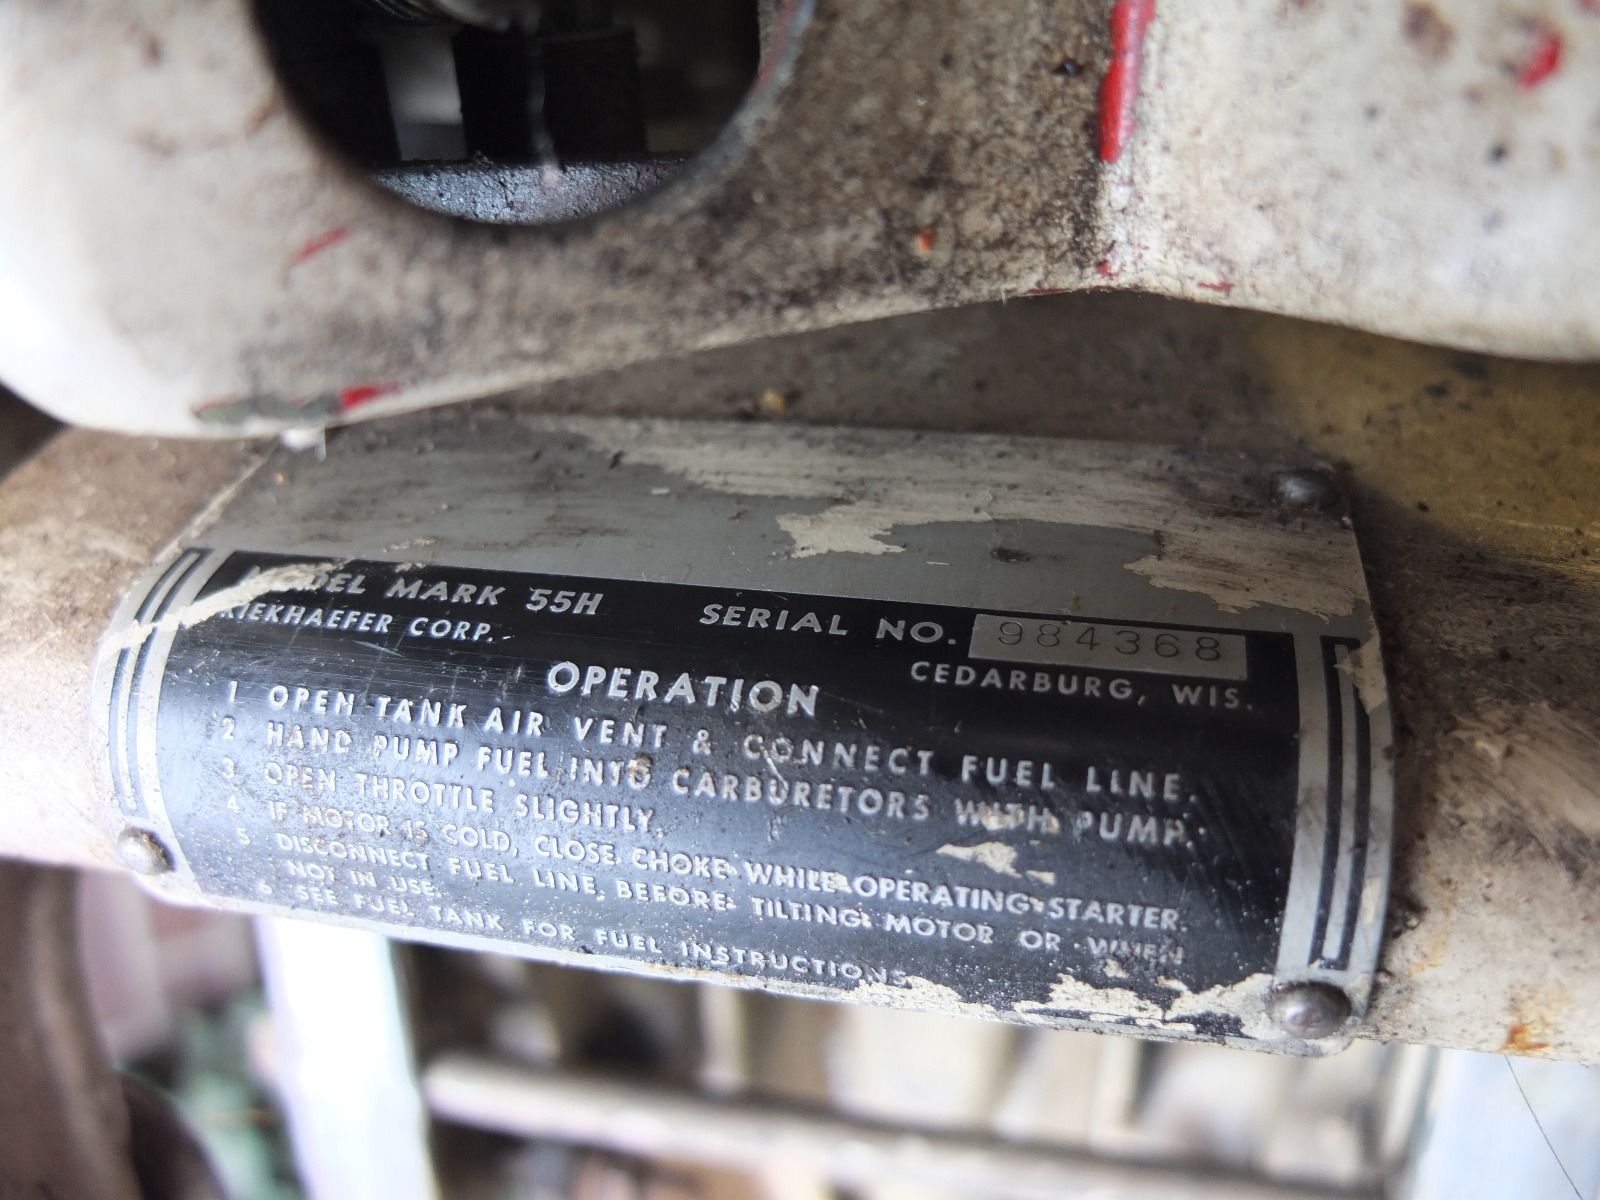 MODEL MARK 55H SERIAL NO. 984368
KIEKHAEFER CORP. CEDARBURG, WIS.
OPERATION
1 OPEN TANK AIR VENT & CONNECT FUEL LINE.
2 HAND PUMP FUEL INTO CARBURETORS WITH PUMP.
3 OPEN THROTTLE SLIGHTLY.
4 IF MOTOR IS COLD, CLOSE CHOKE WHILE OPERATING STARTER.
5 DISCONNECT FUEL LINE, BEFORE TILTING MOTOR OR WHEN
NOT IN USE.
6 SEE FUEL TANK FOR FUEL INSTRUCTIONS